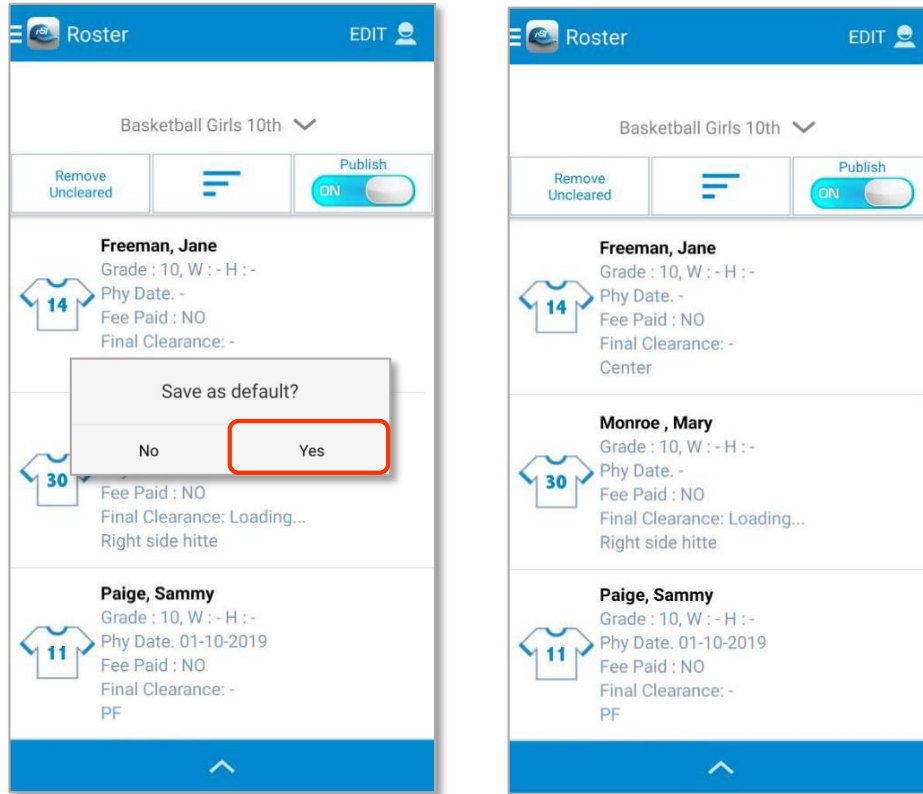 Roster EDIT
Basketball Girls 10th
Remove
Uncleared
Publish
ON
Freeman, Jane
Grade : 10, W : - H : -
14
Phy Date. -
Fee Paid : NO
Final Clearance: -
Save as default?
No Yes
30
Fee Paid : NO
Final Clearance: Loading...
Right side hitte
Paige, Sammy
Grade : 10, W : - H : -
11
Phy Date. 01-10-2019
Fee Paid : NO
Final Clearance: -
PF
Roster EDIT
Basketball Girls 10th
Remove
Uncleared
Publish
ON
Freeman, Jane
Grade : 10, W : - H : -
14
Phy Date. -
Fee Paid : NO
Final Clearance: -
Center
Monroe , Mary
Grade : 10, W : - H : -
30
Phy Date. -
Fee Paid : NO
Final Clearance: Loading...
Right side hitte
Paige, Sammy
Grade : 10, W : - H : -
11
Phy Date. 01-10-2019
Fee Paid : NO
Final Clearance: -
PF